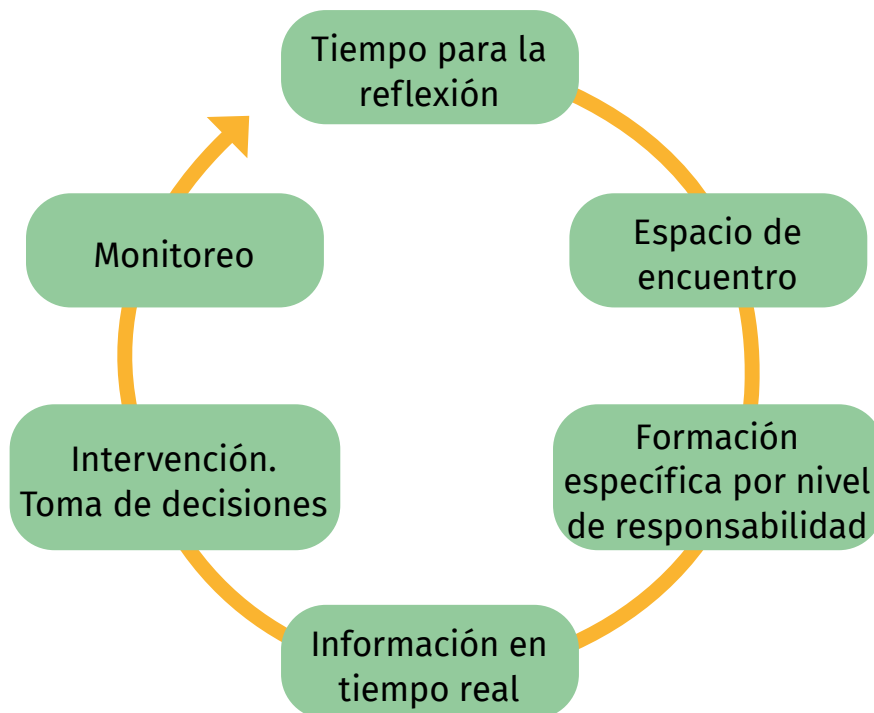 Tiempo para la
reflexión
Espacio de
encuentro
Formación
específica por nivel
de responsabilidad
Información en
tiempo real
Intervención.
Toma de decisiones
Monitoreo